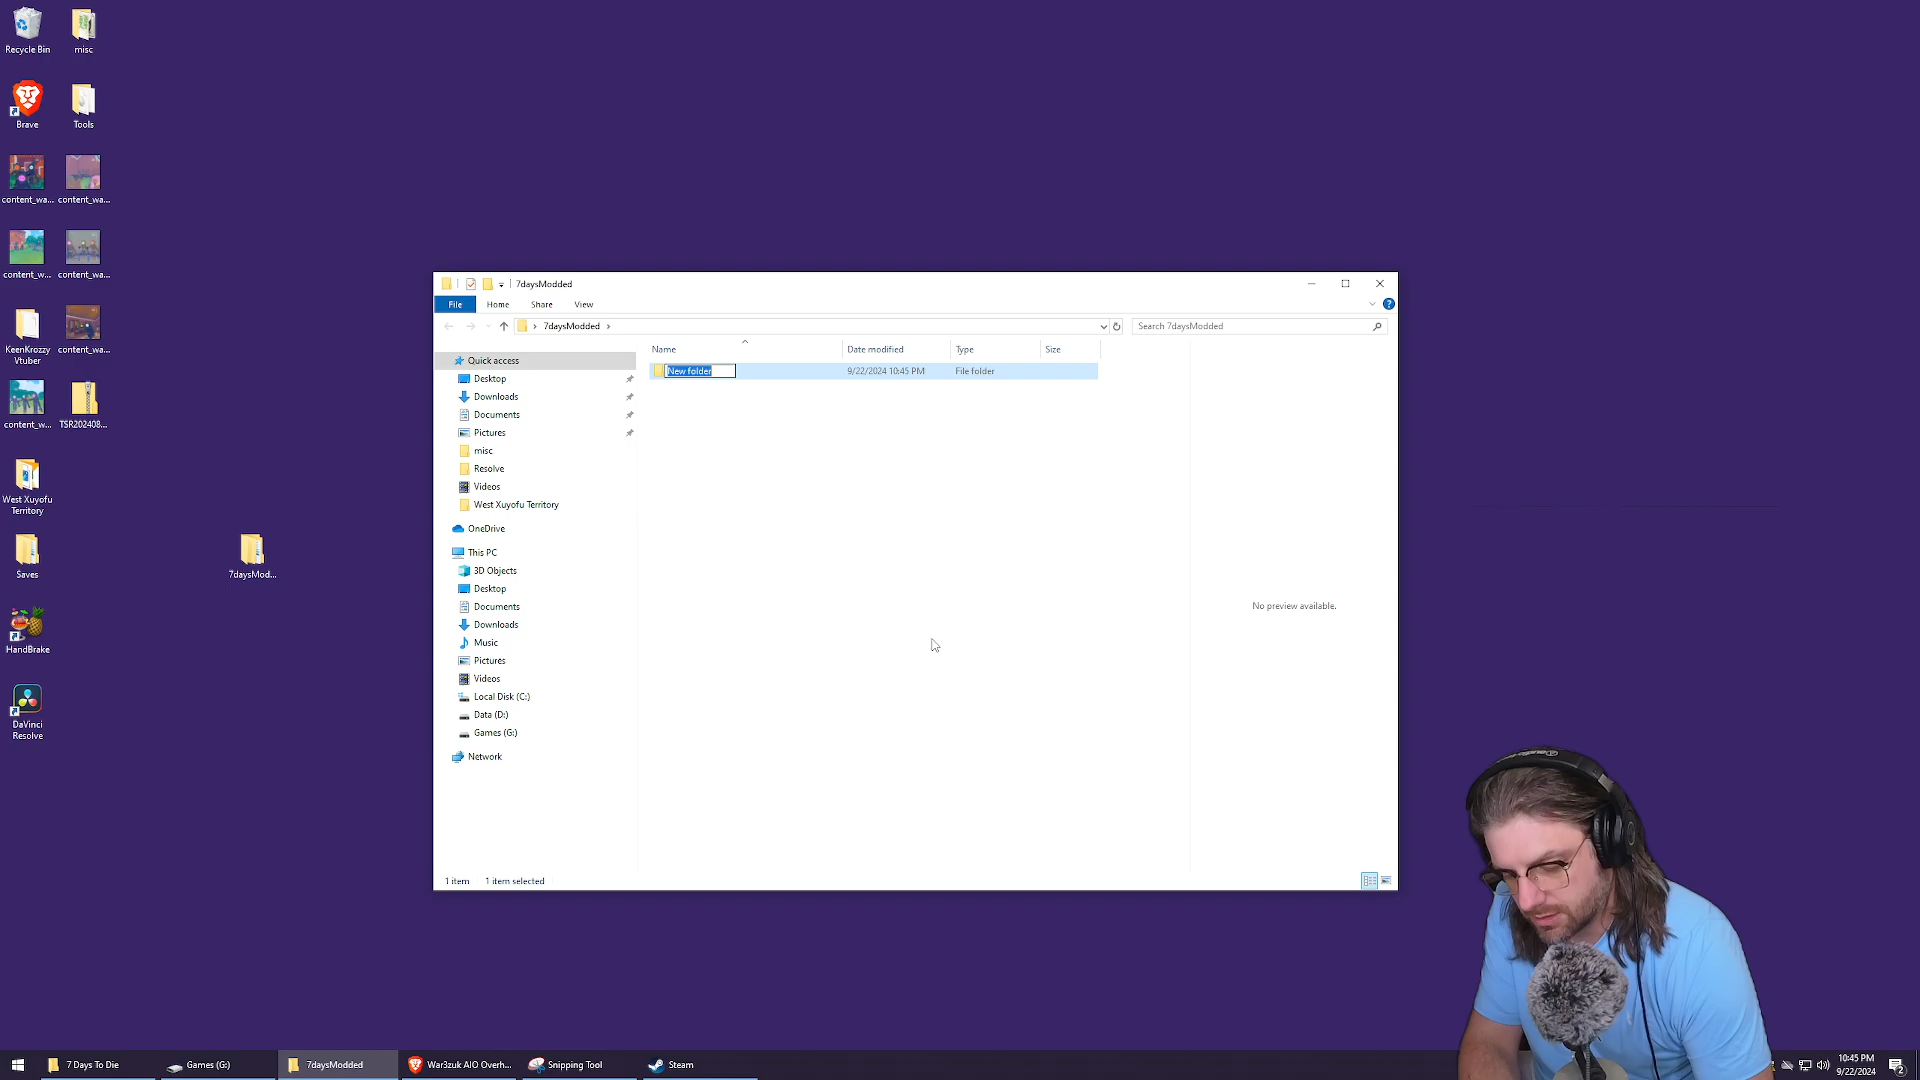 Recycle Bin
misc
Brave
Tools
content_wa...
content_wa...
content_w...
content_wa...
KeenKrozzy
Vtuber
content_wa...
content_w...
TSR202408...
West Xuyofu
Territory
Saves
7daysMod...
HandBrake
DaVinci
Resolve
7daysModded
File
Home
Share
View
7daysModded
Search 7daysModded
Name
Date modified
Type
Size
New folder
9/22/2024 10:45 PM
File folder
Quick access
Desktop
Downloads
Documents
Pictures
misc
Resolve
Videos
West Xuyofu Territory
OneDrive
This PC
3D Objects
Desktop
Documents
Downloads
Music
Pictures
Videos
Local Disk (C:)
Data (D:)
Games (G:)
Network
No preview available.
1 item
1 item selected
7 Days To Die
Games (G:)
7daysModded
War3zuk AIO Overh...
Snipping Tool
Steam
10:45 PM
9/22/2024
2